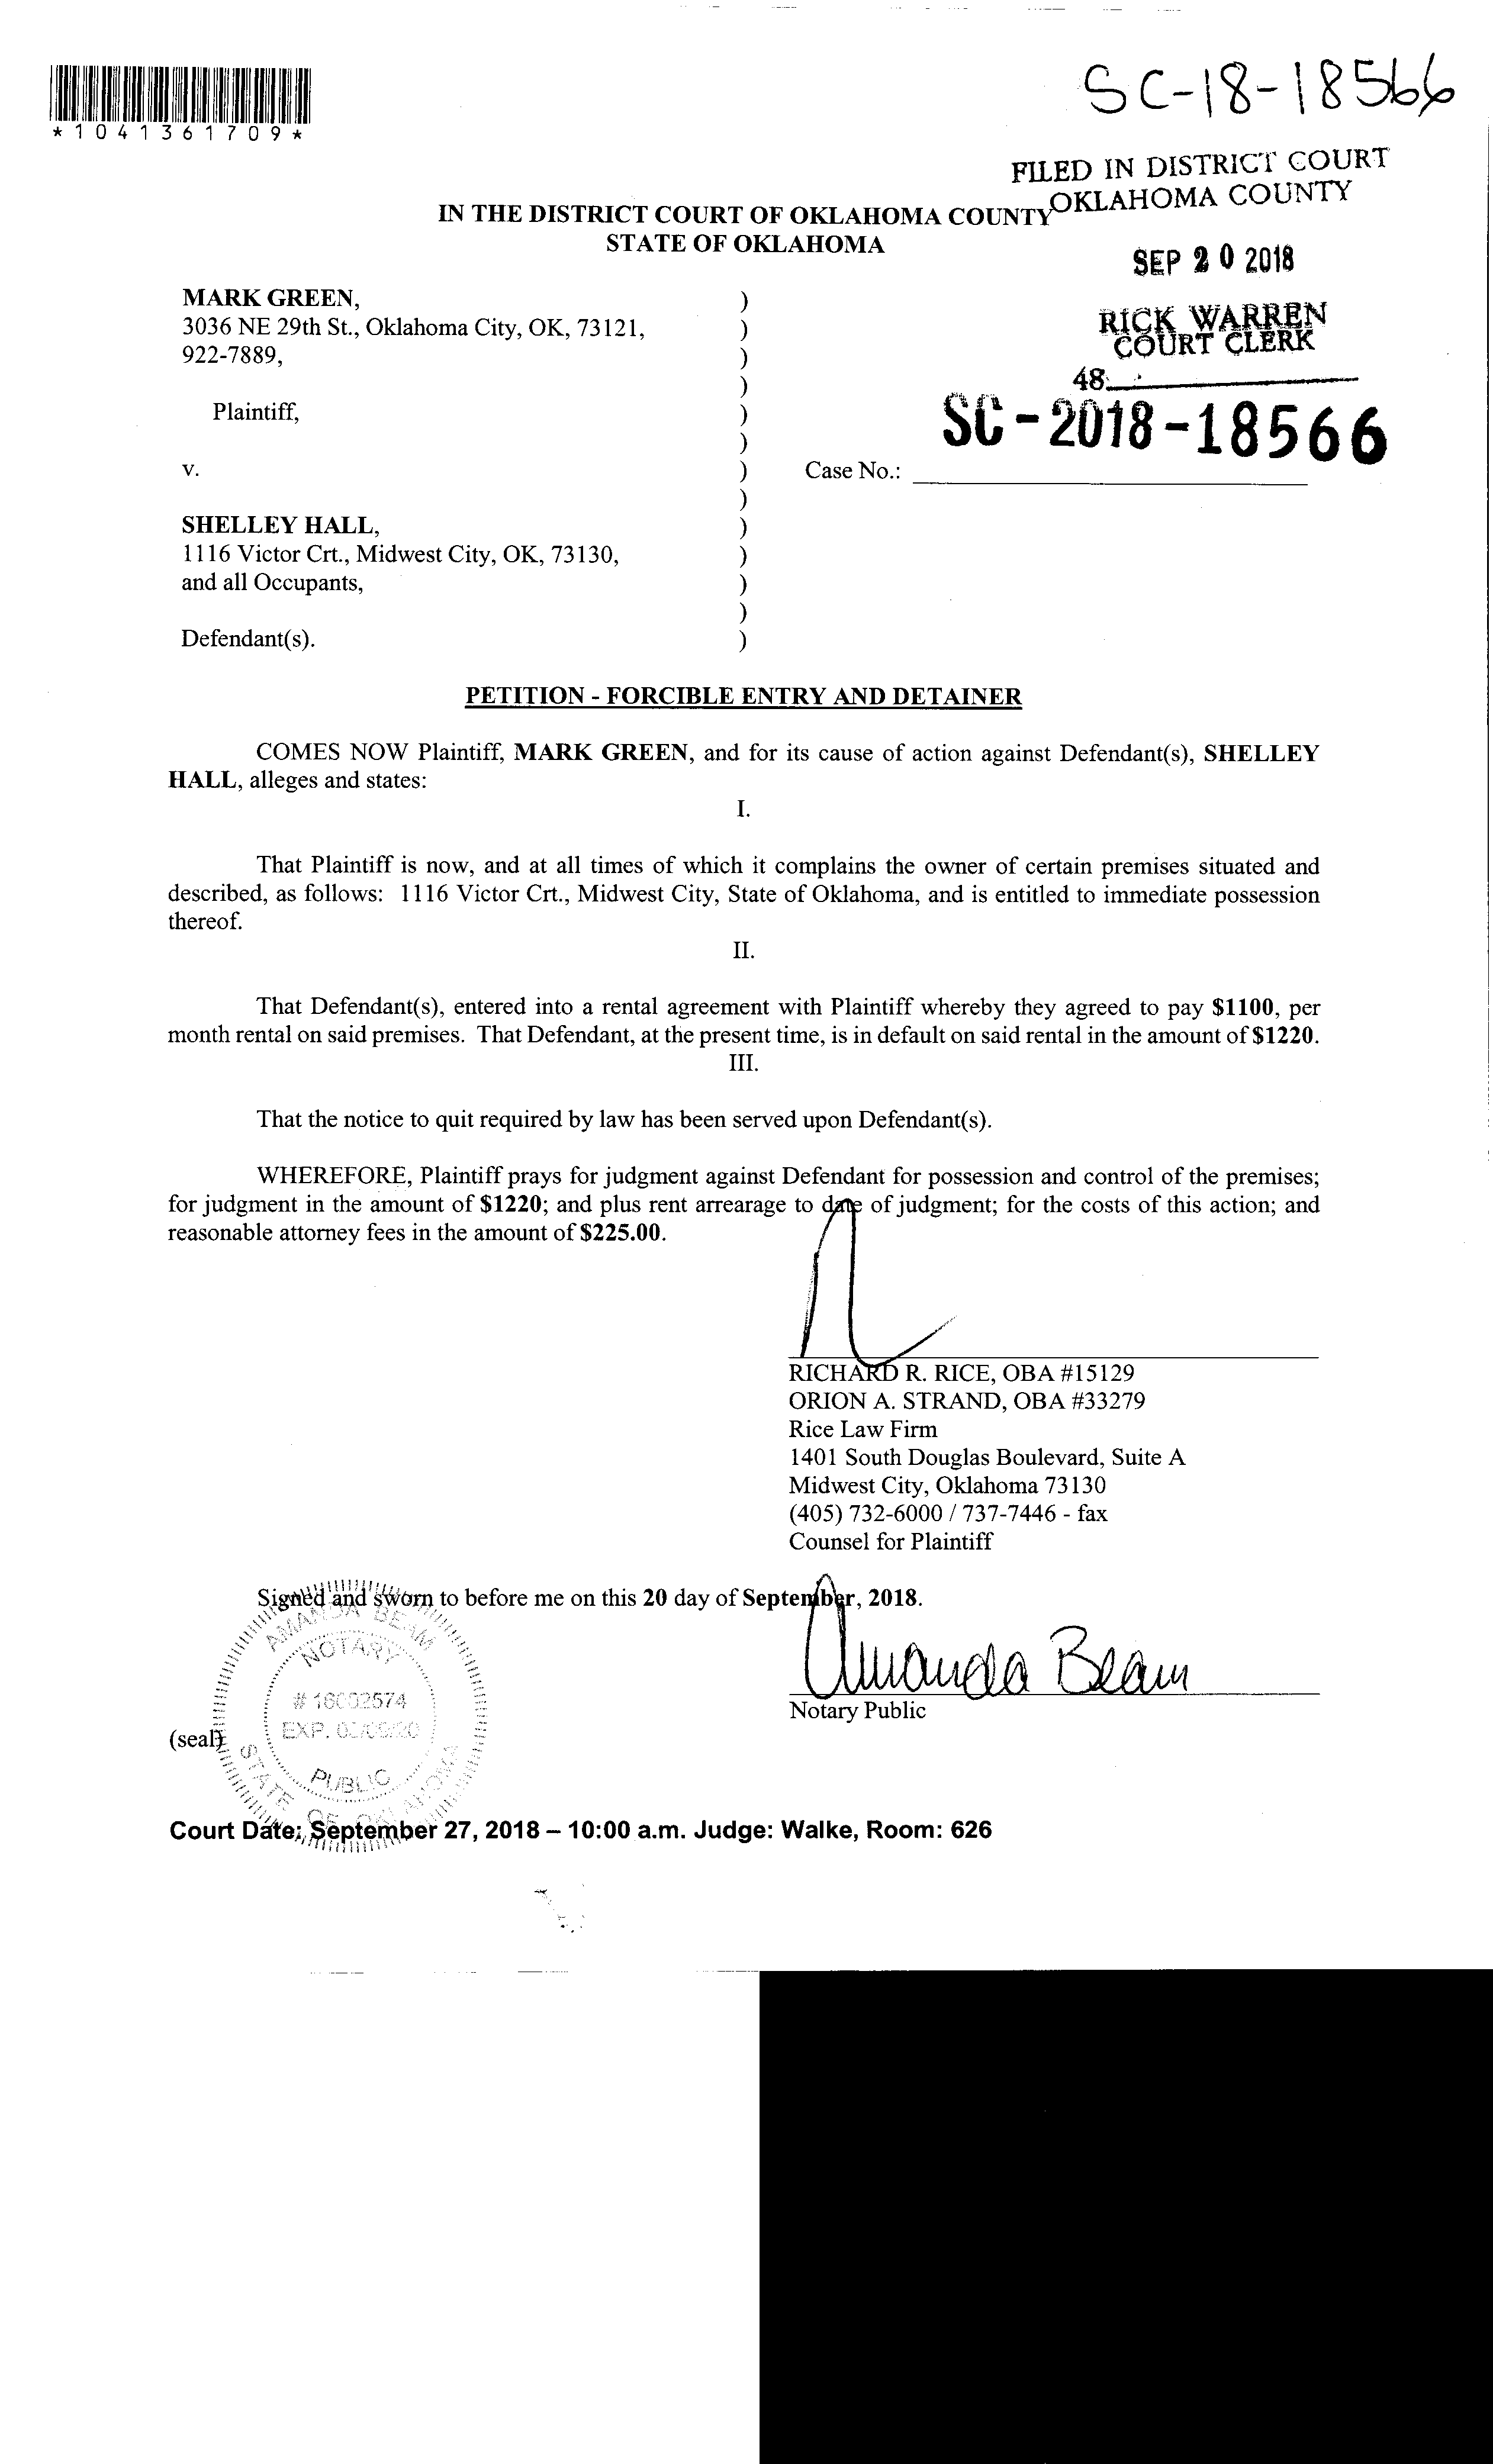 SC-18-18566
*1041361709*
FILED IN DISTRICT COURT
OKLAHOMA COUNTY
IN THE DISTRICT COURT OF OKLAHOMA COUNTY
STATE OF OKLAHOMA
SEP 20 2018
RICK WARREN
COURT CLERK
48
SC-2018-18566
MARK GREEN, )
3036 NE 29th St., Oklahoma City, OK, 73121, )
922-7889, )
)
Plaintiff, )
)
v. ) Case No.:
)
SHELLEY HALL, )
1116 Victor Crt., Midwest City, OK, 73130, )
and all Occupants, )
)
Defendant(s). )
PETITION - FORCIBLE ENTRY AND DETAINER
COMES NOW Plaintiff, MARK GREEN, and for its cause of action against Defendant(s), SHELLEY
HALL, alleges and states:
I.
That Plaintiff is now, and at all times of which it complains the owner of certain premises situated and
described, as follows: 1116 Victor Crt., Midwest City, State of Oklahoma, and is entitled to immediate possession
thereof.
II.
That Defendant(s), entered into a rental agreement with Plaintiff whereby they agreed to pay $1100, per
month rental on said premises. That Defendant, at the present time, is in default on said rental in the amount of $1220.
III.
That the notice to quit required by law has been served upon Defendant(s).
WHEREFORE, Plaintiff prays for judgment against Defendant for possession and control of the premises;
for judgment in the amount of $1220; and plus rent arrearage to date of judgment; for the costs of this action; and
reasonable attorney fees in the amount of $225.00.
RICHARD R. RICE, OBA #15129
ORION A. STRAND, OBA #33279
Rice Law Firm
1401 South Douglas Boulevard, Suite A
Midwest City, Oklahoma 73130
(405) 732-6000 / 737-7446 - fax
Counsel for Plaintiff
Signed and sworn to before me on this 20 day of September, 2018.
Amanda Beam
Notary Public
AMANDA BEAM
NOTARY
EXP.
PUBLIC
STATE OF OKLAHOMA
(seal)
Court Date: September 27, 2018 – 10:00 a.m. Judge: Walke, Room: 626